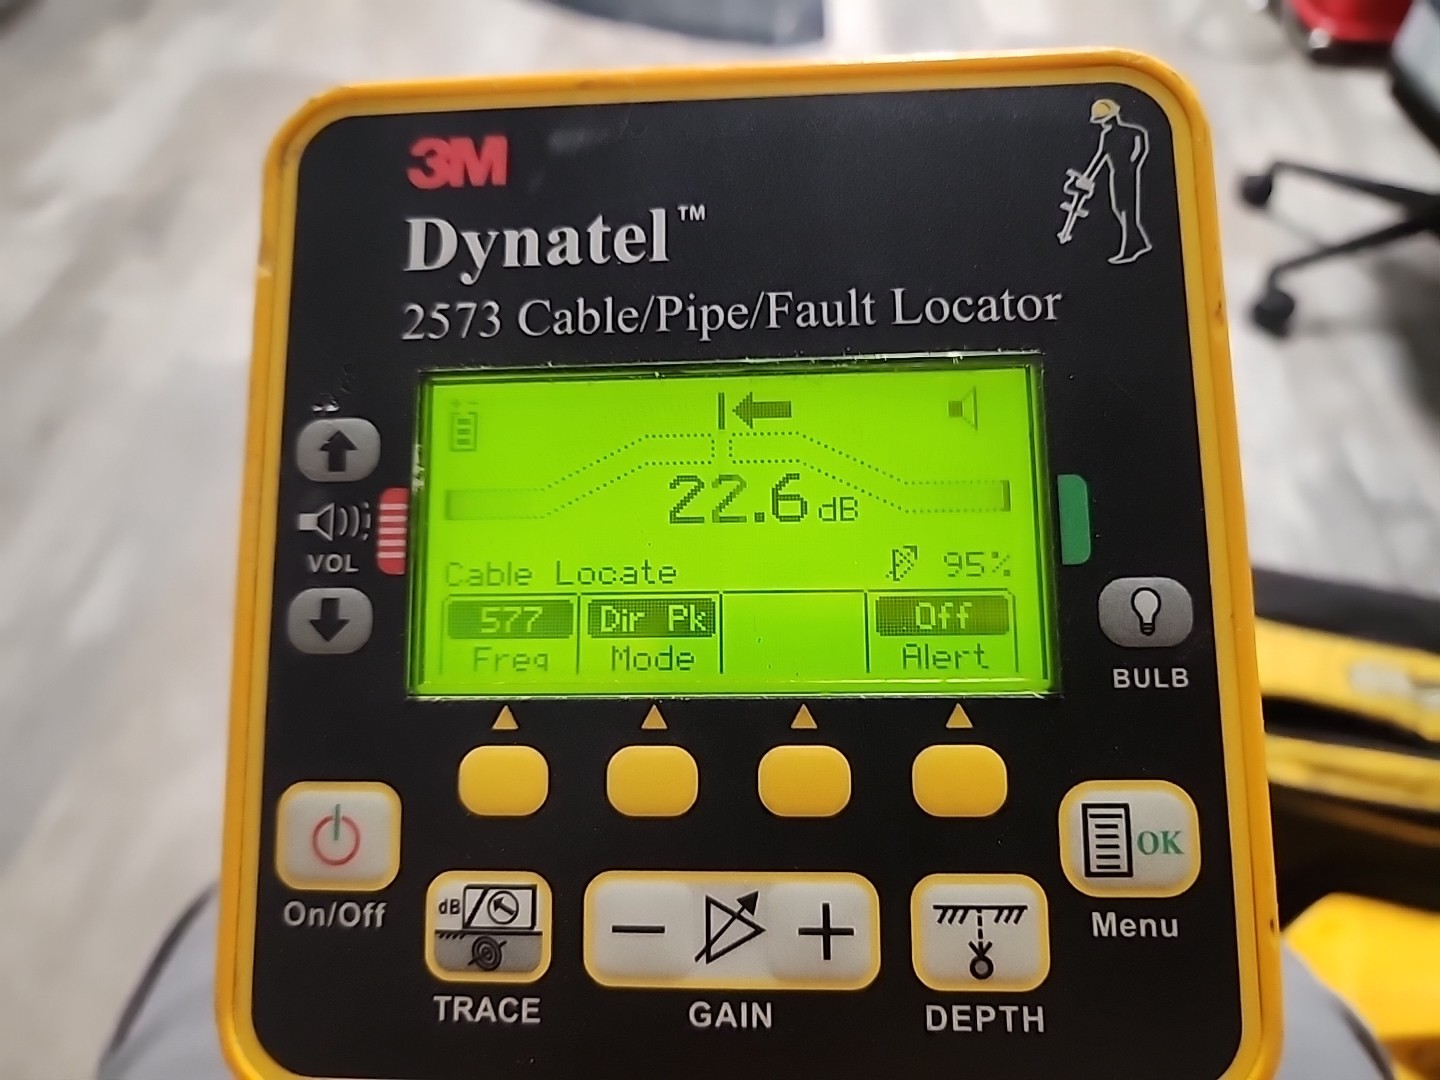 3M
Dynatel™
2573 Cable/Pipe/Fault Locator
22.6 dB
Cable Locate 95%
577 Dir Pk Off
Freq Mode Alert
VOL
BULB
On/Off
dB
OK
Menu
TRACE GAIN DEPTH